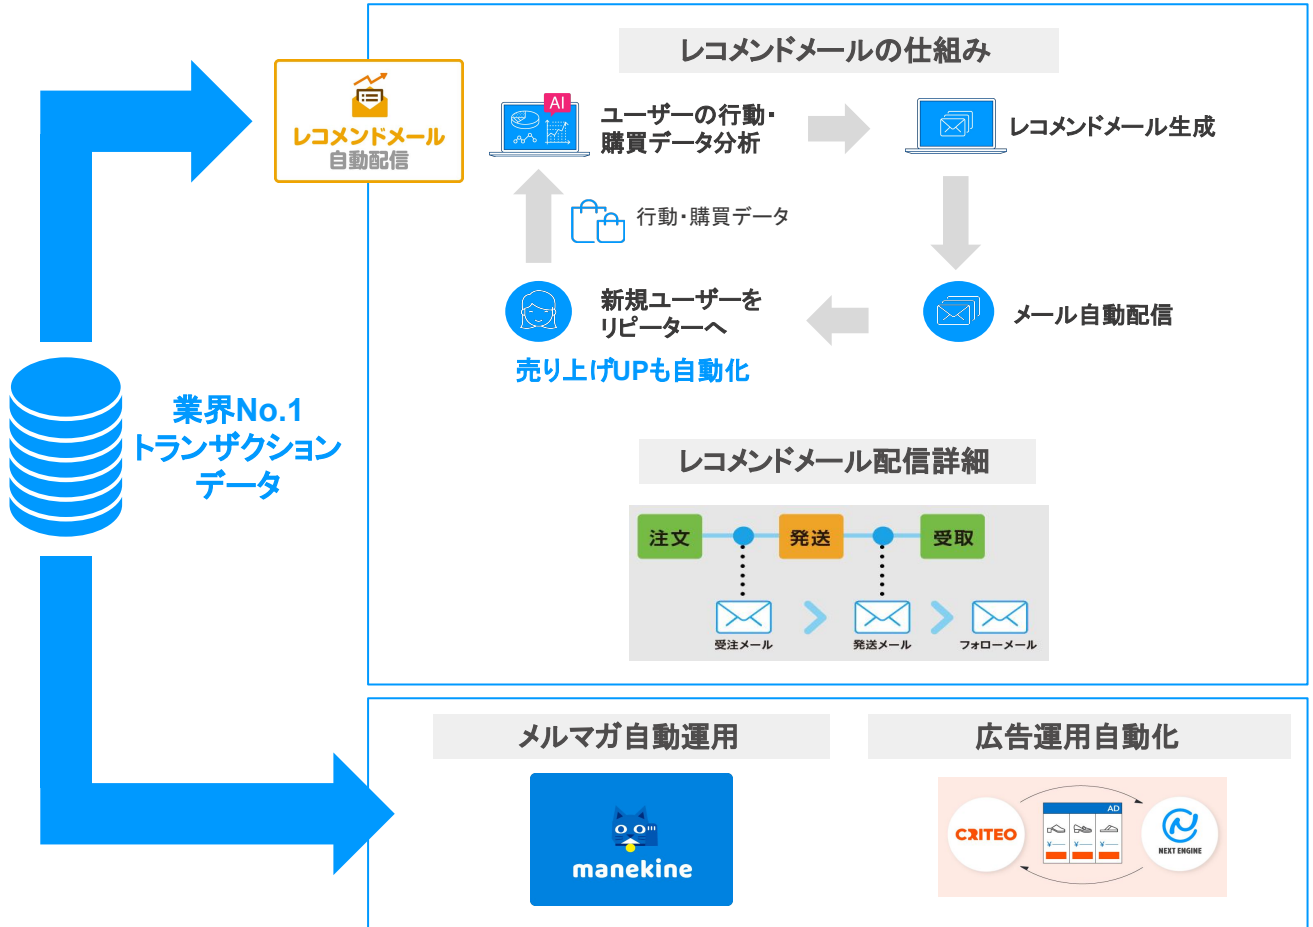 レコメンドメールの仕組み
レコメンドメール
自動配信
AI
ユーザーの行動・
購買データ分析
レコメンドメール生成
行動・購買データ
新規ユーザーを
リピーターへ
メール自動配信
売り上げUPも自動化
業界No.1
トランザクション
データ
レコメンドメール配信詳細
注文
発送
受取
受注メール
発送メール
フォローメール
メルマガ自動運用
広告運用自動化
manekine
CRITEO
AD
¥
¥
¥
NEXT ENGINE